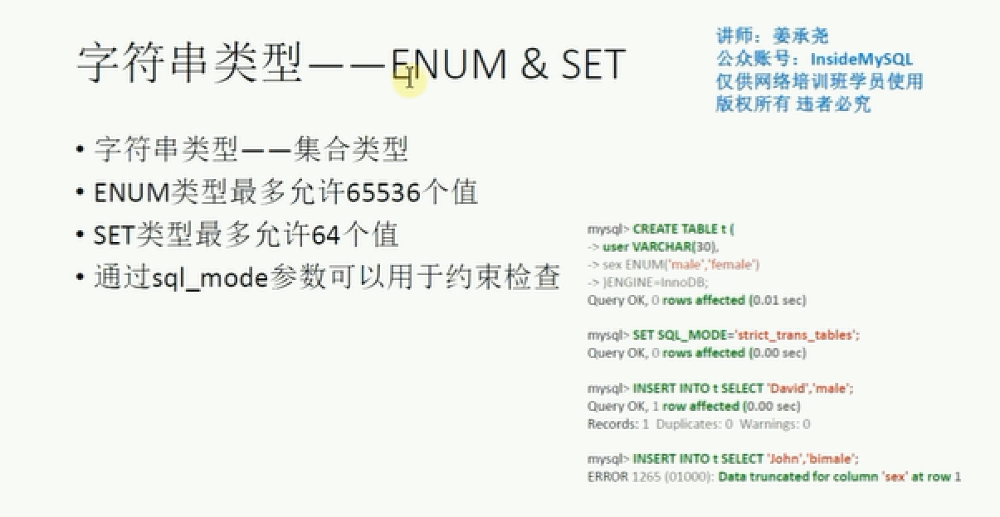 字符串类型——ENUM & SET
讲师：姜承尧
公众账号：InsideMySQL
仅供网络培训班学员使用
版权所有 违者必究
• 字符串类型——集合类型
• ENUM类型最多允许65536个值
• SET类型最多允许64个值
• 通过sql_mode参数可以用于约束检查
mysql> CREATE TABLE t (
-> user VARCHAR(30),
-> sex ENUM('male','female')
-> )ENGINE=InnoDB;
Query OK, 0 rows affected (0.01 sec)
mysql> SET SQL_MODE='strict_trans_tables';
Query OK, 0 rows affected (0.00 sec)
mysql> INSERT INTO t SELECT 'David','male';
Query OK, 1 row affected (0.00 sec)
Records: 1 Duplicates: 0 Warnings: 0
mysql> INSERT INTO t SELECT 'John','bimale';
ERROR 1265 (01000): Data truncated for column 'sex' at row 1